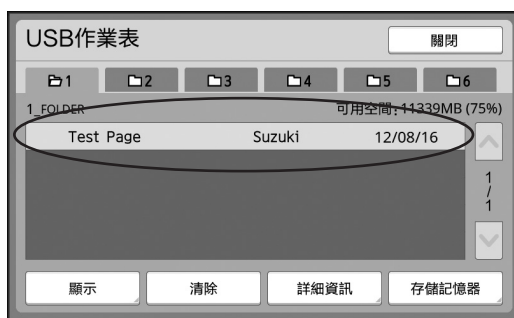 USB作業表
關閉
1 2 3 4 5 6
1_FOLDER 可用空間:11339MB (75%)
Test Page Suzuki 12/08/16
1/1
顯示 清除 詳細資訊 存儲記憶器